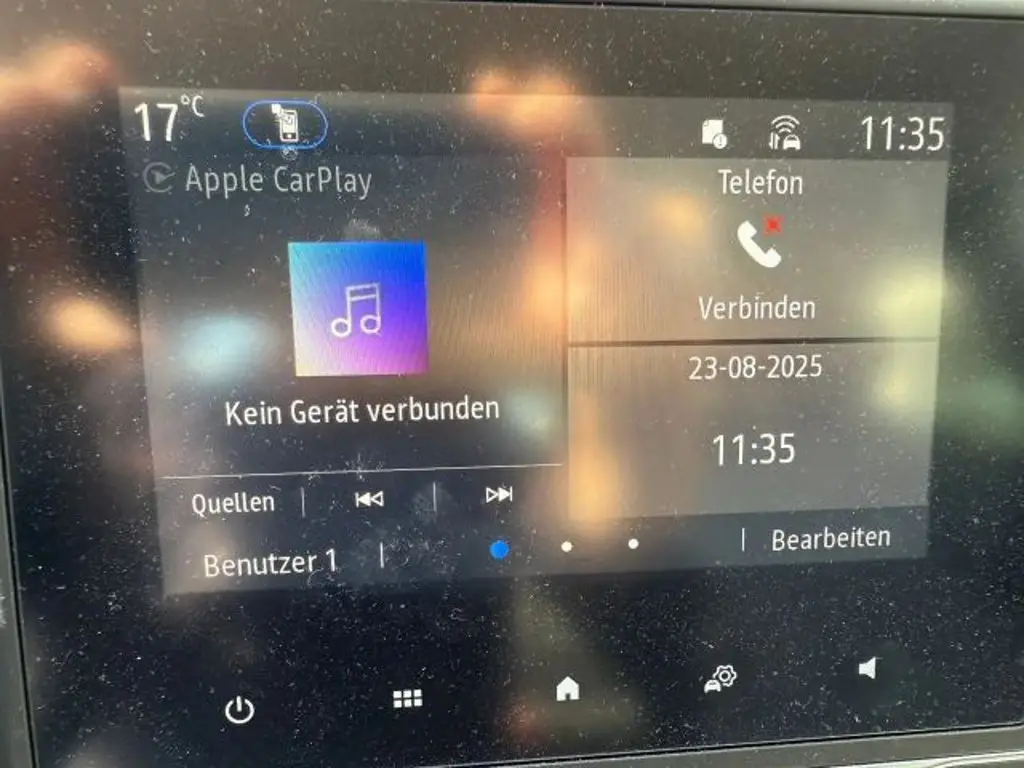 17°C
11:35
Apple CarPlay
Kein Gerät verbunden
Quellen
Benutzer 1
Telefon
Verbinden
23-08-2025
11:35
Bearbeiten